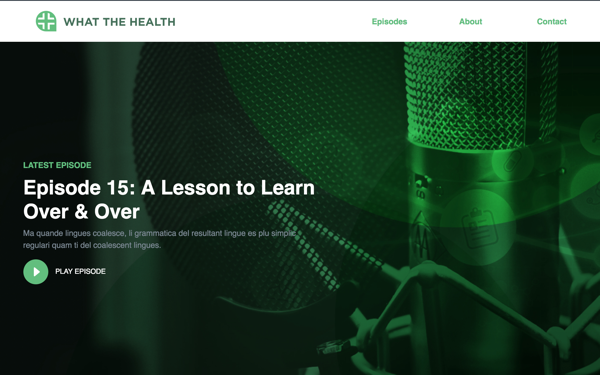 WHAT THE HEALTH
Episodes
About
Contact
LATEST EPISODE
Episode 15: A Lesson to Learn
Over & Over
Ma quande lingues coalesce, li grammatica del resultant lingue es plu simplic
regulari quam ti del coalescent lingues.
PLAY EPISODE